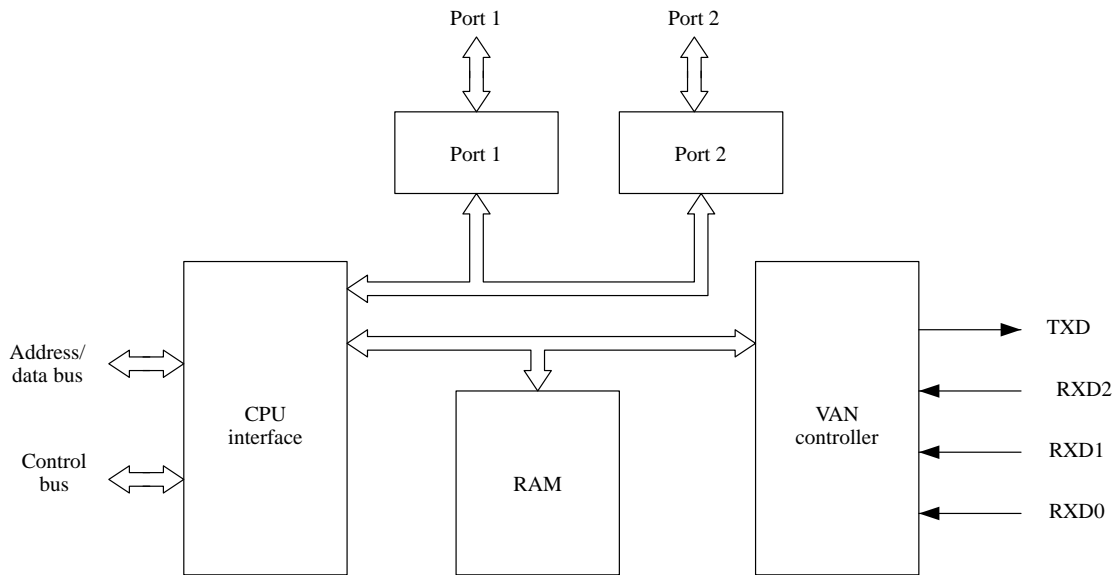 Port 1
Port 2
Port 1
Port 2
TXD
Address/
data bus
RXD2
CPU
interface
VAN
controller
Control
bus
RXD1
RAM
RXD0